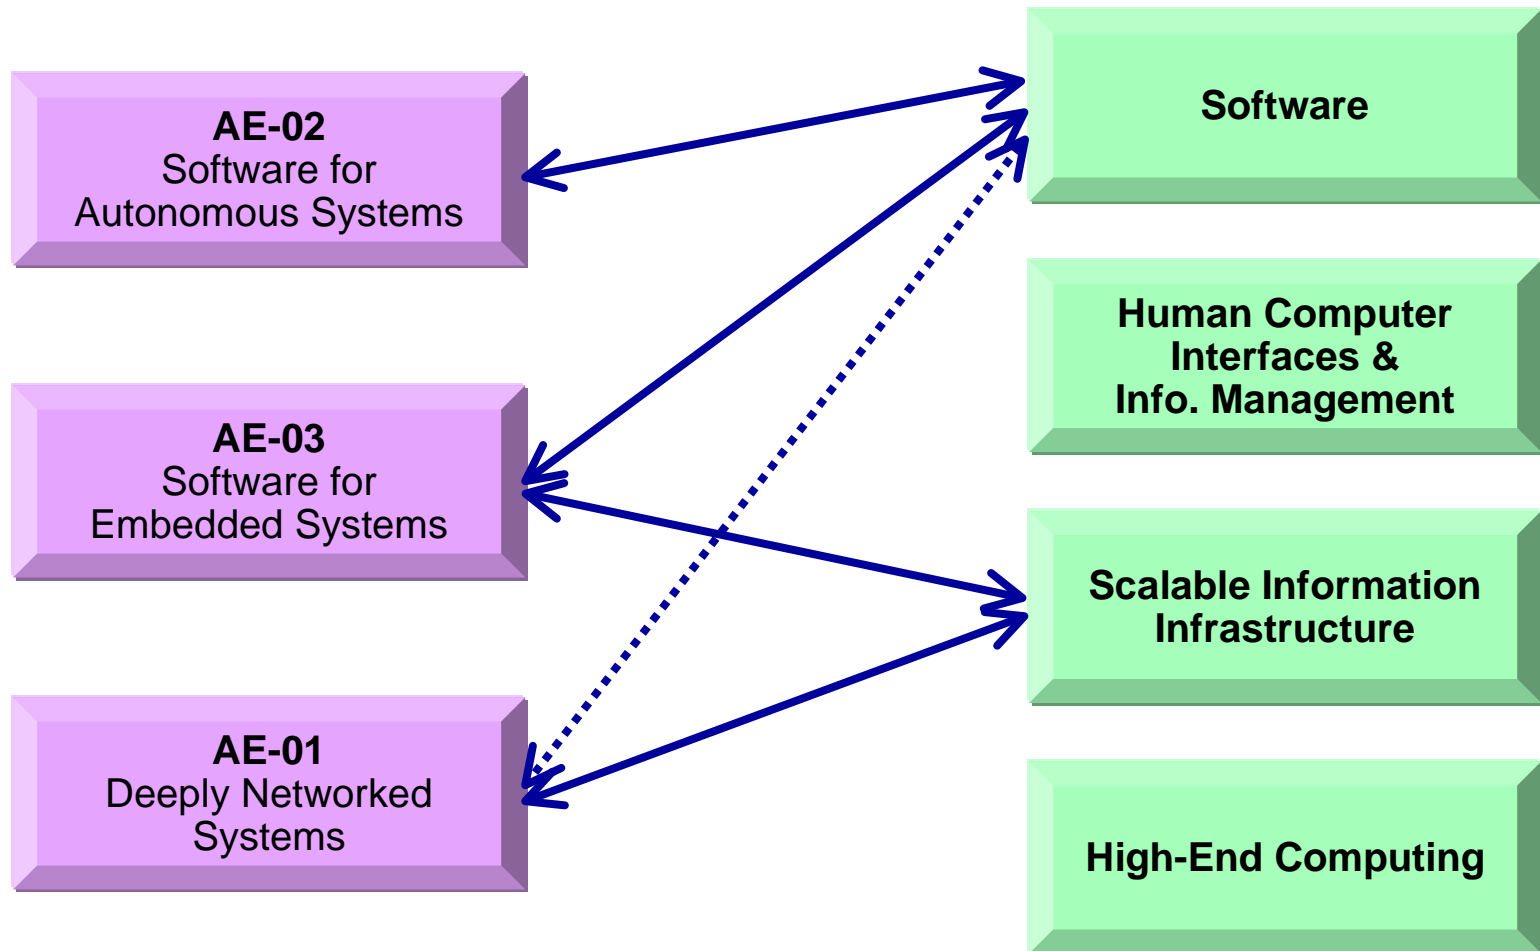 AE-02
Software for
Autonomous Systems
AE-03
Software for
Embedded Systems
AE-01
Deeply Networked
Systems
Software
Human Computer
Interfaces &
Info. Management
Scalable Information
Infrastructure
High-End Computing